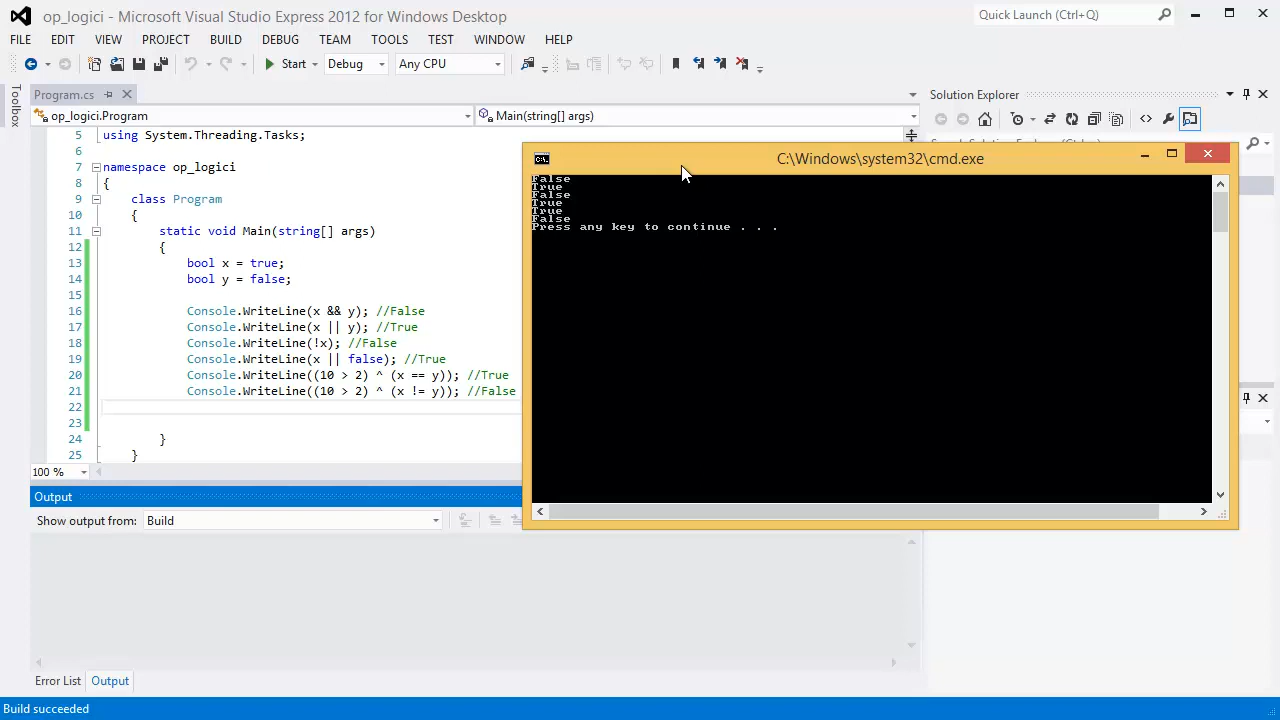 op_logici - Microsoft Visual Studio Express 2012 for Windows Desktop
Quick Launch (Ctrl+Q)
FILE EDIT VIEW PROJECT BUILD DEBUG TEAM TOOLS TEST WINDOW HELP
Start Debug Any CPU
Toolbox
Program.cs
Solution Explorer
op_logici.Program
Main(string[] args)
5 using System.Threading.Tasks;
6
7 namespace op_logici
8 {
9 class Program
10 {
11 static void Main(string[] args)
12 {
13 bool x = true;
14 bool y = false;
15
16 Console.WriteLine(x && y); //False
17 Console.WriteLine(x || y); //True
18 Console.WriteLine(!x); //False
19 Console.WriteLine(x || false); //True
20 Console.WriteLine((10 > 2) ^ (x == y)); //True
21 Console.WriteLine((10 > 2) ^ (x != y)); //False
22
23
24 }
25 }
100 %
C:\Windows\system32\cmd.exe
False
True
False
True
True
False
Press any key to continue . . .
Output
Show output from: Build
Error List Output
Build succeeded